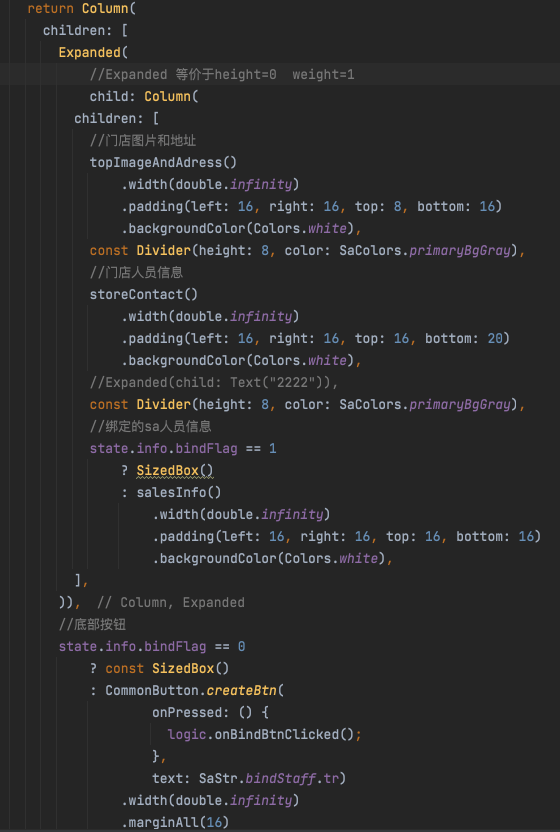 return Column(
children: [
Expanded(
//Expanded 等价于height=0  weight=1
child: Column(
children: [
//门店图片和地址
topImageAndAdress()
.width(double.infinity)
.padding(left: 16, right: 16, top: 8, bottom: 16)
.backgroundColor(Colors.white),
const Divider(height: 8, color: SaColors.primaryBgGray),
//门店人员信息
storeContact()
.width(double.infinity)
.padding(left: 16, right: 16, top: 16, bottom: 20)
.backgroundColor(Colors.white),
//Expanded(child: Text("2222")),
const Divider(height: 8, color: SaColors.primaryBgGray),
//绑定的sa人员信息
state.info.bindFlag == 1
? SizedBox()
: salesInfo()
.width(double.infinity)
.padding(left: 16, right: 16, top: 16, bottom: 16)
.backgroundColor(Colors.white),
],
)),  // Column, Expanded
//底部按钮
state.info.bindFlag == 0
? const SizedBox()
: CommonButton.createBtn(
onPressed: () {
logic.onBindBtnClicked();
},
text: SaStr.bindStaff.tr)
.width(double.infinity)
.marginAll(16)